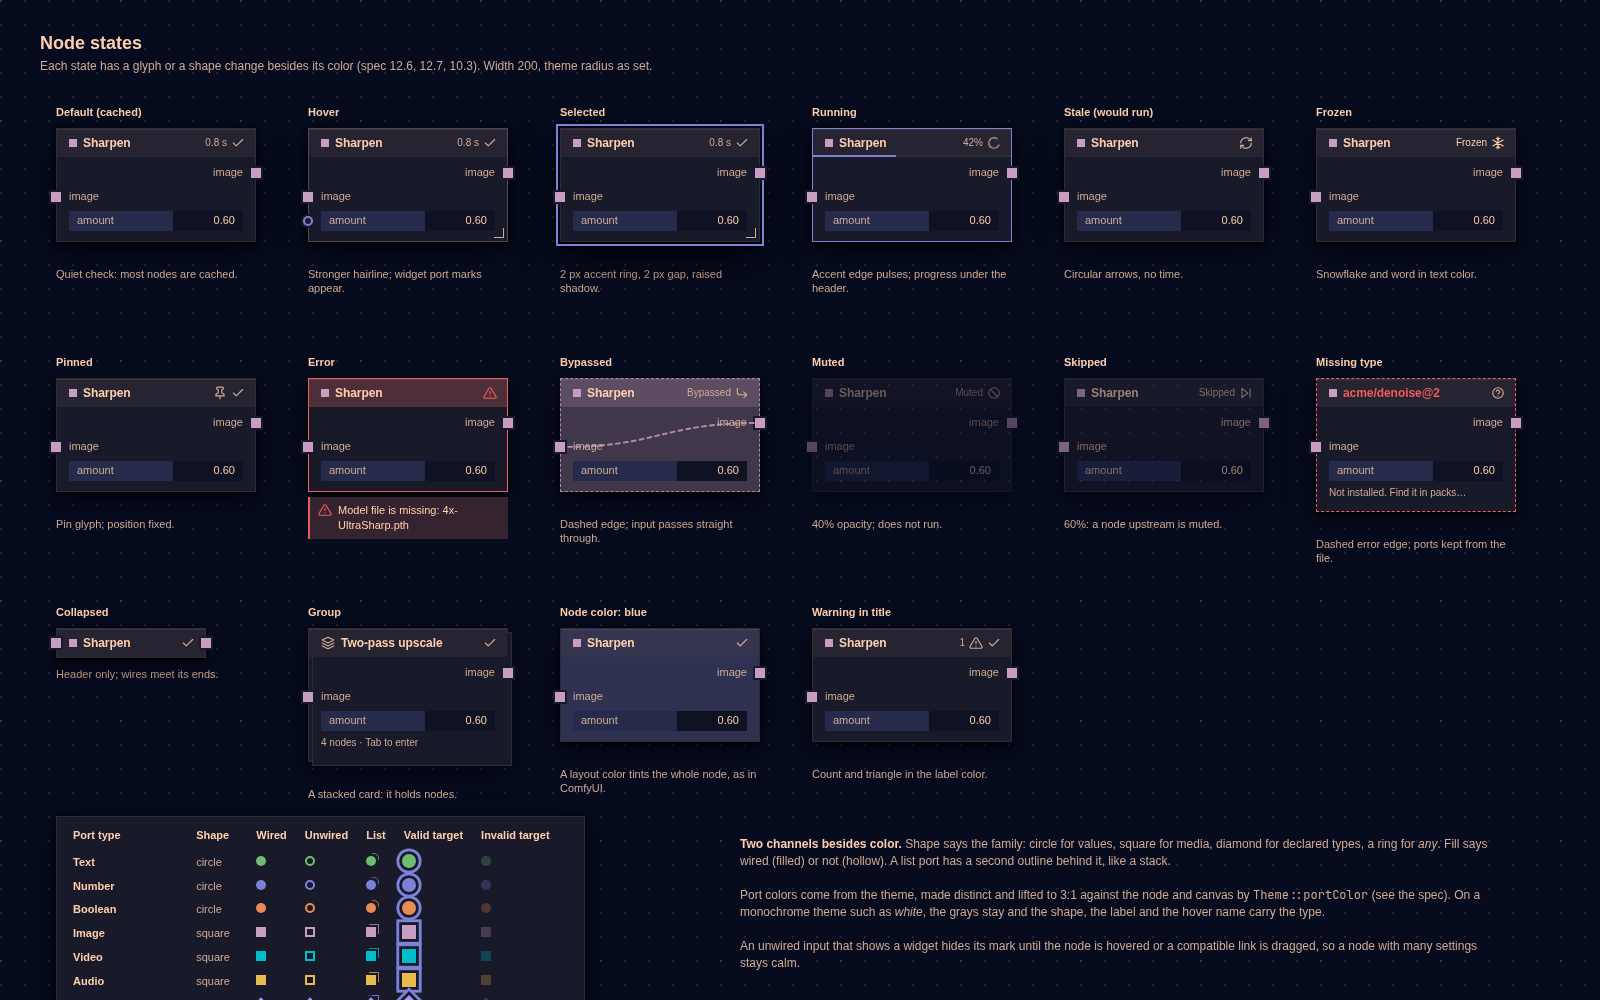 Node states
Each state has a glyph or a shape change besides its color (spec 12.6, 12.7, 10.3). Width 200, theme radius as set.
Default (cached)
Sharpen 0.8 s
image
image
amount 0.60
Quiet check: most nodes are cached.
Hover
Sharpen 0.8 s
image
image
amount 0.60
Stronger hairline; widget port marks
appear.
Selected
Sharpen 0.8 s
image
image
amount 0.60
2 px accent ring, 2 px gap, raised
shadow.
Running
Sharpen 42%
image
image
amount 0.60
Accent edge pulses; progress under the
header.
Stale (would run)
Sharpen
image
image
amount 0.60
Circular arrows, no time.
Frozen
Sharpen Frozen
image
image
amount 0.60
Snowflake and word in text color.
Pinned
Sharpen
image
image
amount 0.60
Pin glyph; position fixed.
Error
Sharpen
image
image
amount 0.60
Model file is missing: 4x-
UltraSharp.pth
Bypassed
Sharpen Bypassed
image
image
amount 0.60
Dashed edge; input passes straight
through.
Muted
Sharpen Muted
image
image
amount 0.60
40% opacity; does not run.
Skipped
Sharpen Skipped
image
image
amount 0.60
60%: a node upstream is muted.
Missing type
acme/denoise@2
image
image
amount 0.60
Not installed. Find it in packs…
Dashed error edge; ports kept from the
file.
Collapsed
Sharpen
Header only; wires meet its ends.
Group
Two-pass upscale
image
image
amount 0.60
4 nodes · Tab to enter
A stacked card: it holds nodes.
Node color: blue
Sharpen
image
image
amount 0.60
A layout color tints the whole node, as in
ComfyUI.
Warning in title
Sharpen 1
image
image
amount 0.60
Count and triangle in the label color.
Port type Shape Wired Unwired List Valid target Invalid target
Text circle
Number circle
Boolean circle
Image square
Video square
Audio square
Two channels besides color. Shape says the family: circle for values, square for media, diamond for declared types, a ring for any. Fill says
wired (filled) or not (hollow). A list port has a second outline behind it, like a stack.
Port colors come from the theme, made distinct and lifted to 3:1 against the node and canvas by Theme::portColor (see the spec). On a
monochrome theme such as white, the grays stay and the shape, the label and the hover name carry the type.
An unwired input that shows a widget hides its mark until the node is hovered or a compatible link is dragged, so a node with many settings
stays calm.